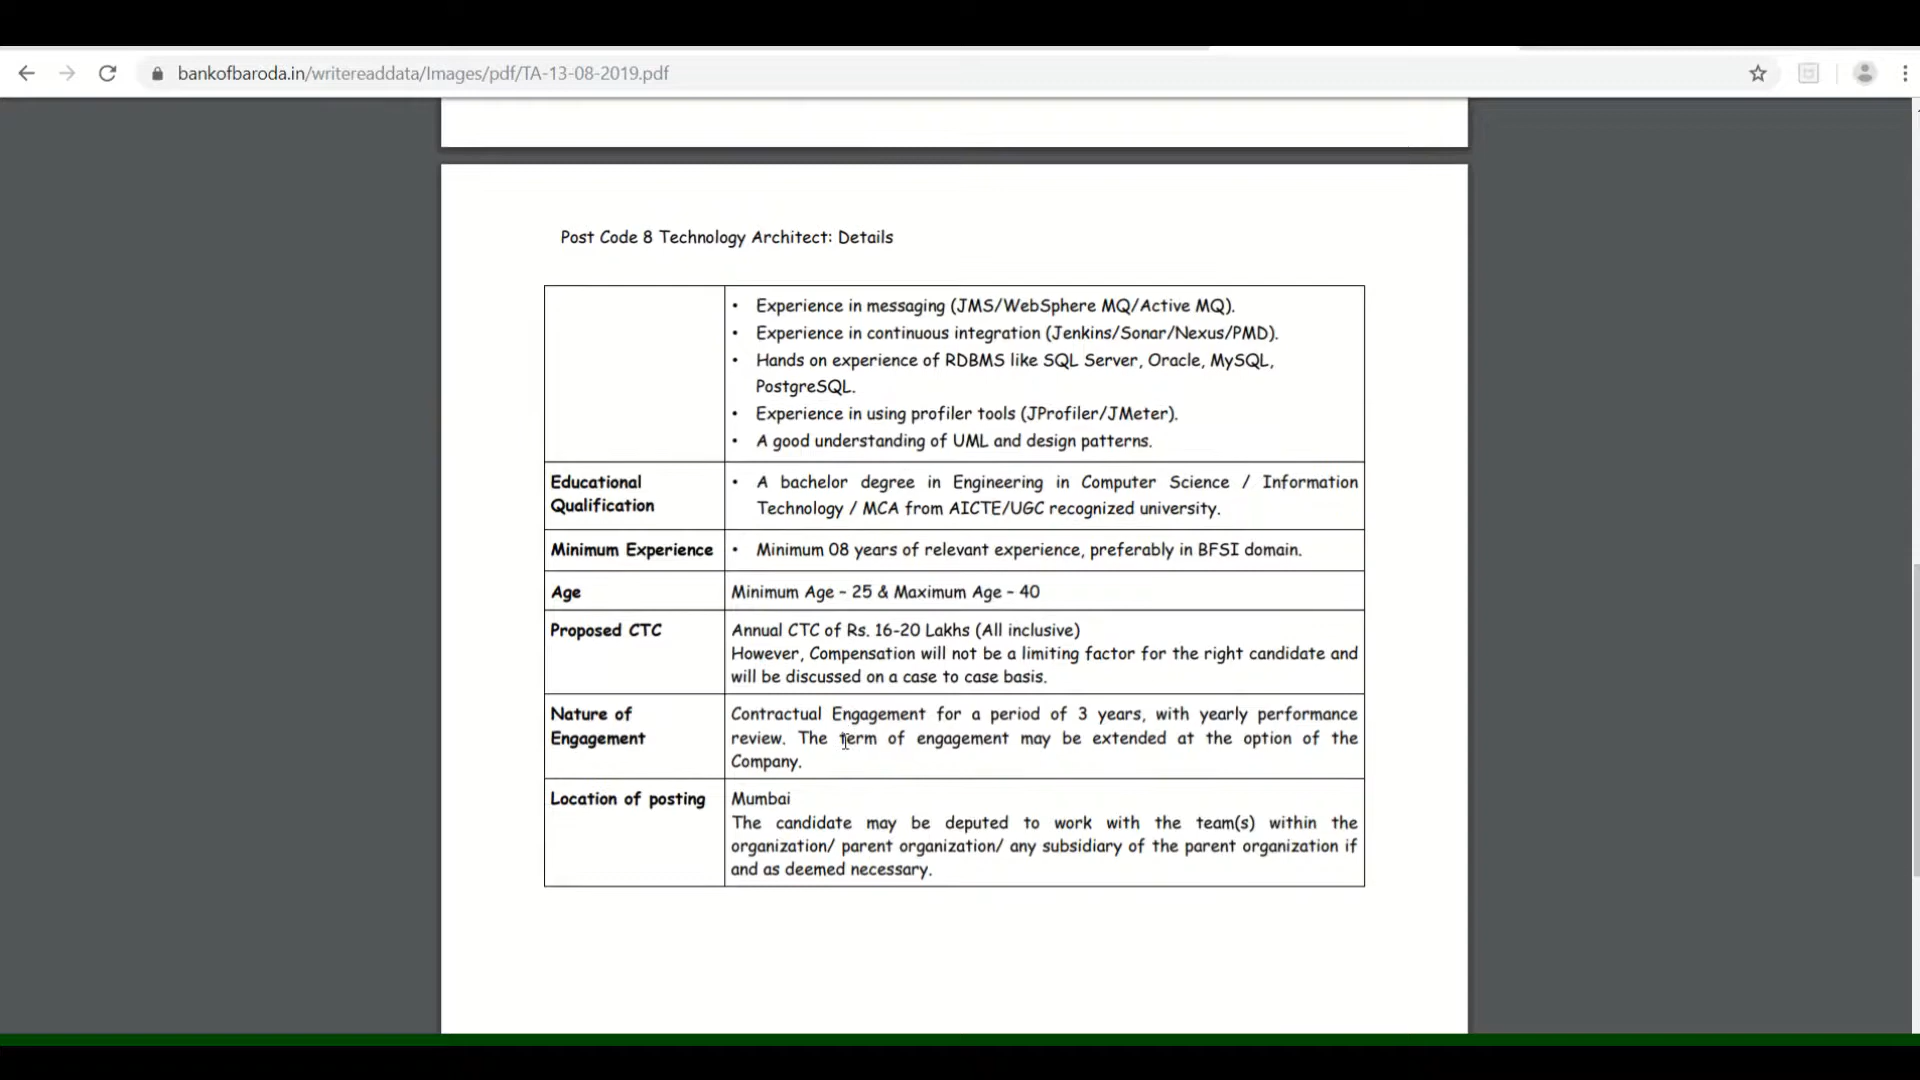 bankofbaroda.in/writereaddata/Images/pdf/TA-13-08-2019.pdf
Post Code 8 Technology Architect: Details
• Experience in messaging (JMS/WebSphere MQ/Active MQ).
• Experience in continuous integration (Jenkins/Sonar/Nexus/PMD).
• Hands on experience of RDBMS like SQL Server, Oracle, MySQL,
PostgreSQL.
• Experience in using profiler tools (JProfiler/JMeter).
• A good understanding of UML and design patterns.
Educational
Qualification
• A bachelor degree in Engineering in Computer Science / Information
Technology / MCA from AICTE/UGC recognized university.
Minimum Experience
• Minimum 08 years of relevant experience, preferably in BFSI domain.
Age
Minimum Age – 25 & Maximum Age – 40
Proposed CTC
Annual CTC of Rs. 16-20 Lakhs (All inclusive)
However, Compensation will not be a limiting factor for the right candidate and
will be discussed on a case to case basis.
Nature of
Engagement
Contractual Engagement for a period of 3 years, with yearly performance
review. The term of engagement may be extended at the option of the
Company.
Location of posting
Mumbai
The candidate may be deputed to work with the team(s) within the
organization/ parent organization/ any subsidiary of the parent organization if
and as deemed necessary.